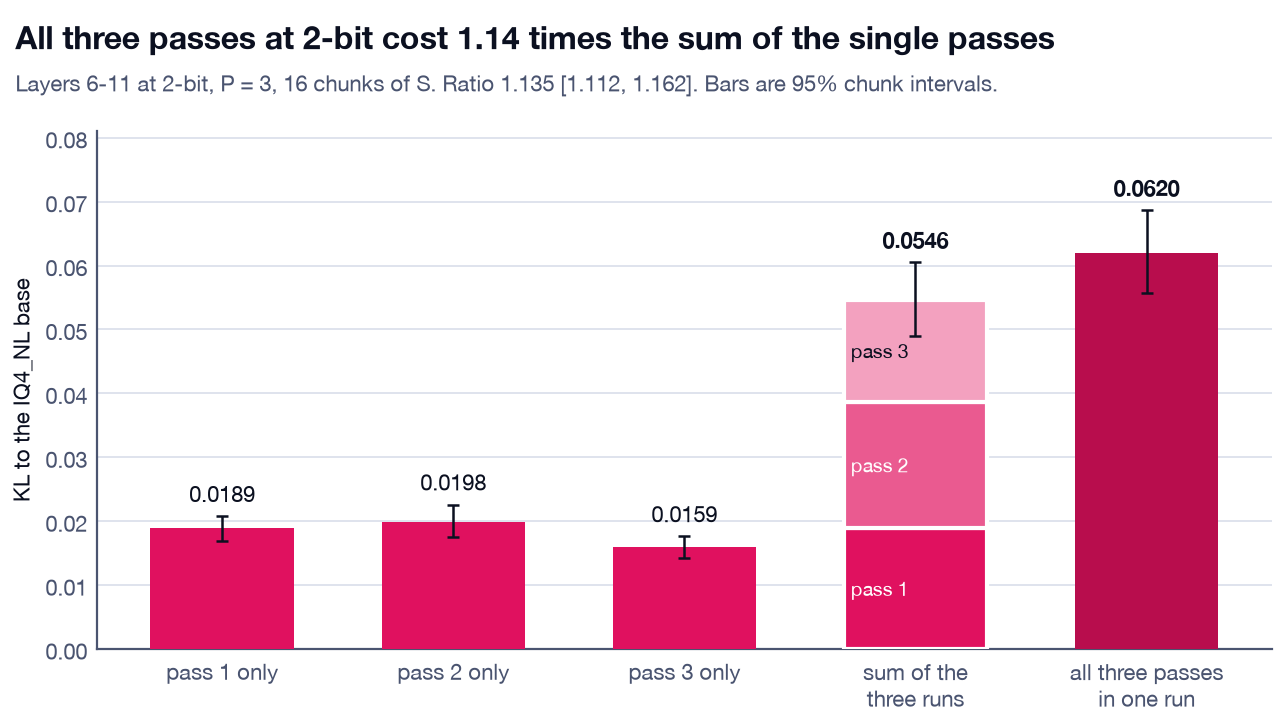 All three passes at 2-bit cost 1.14 times the sum of the single passes
Layers 6-11 at 2-bit, P = 3, 16 chunks of S. Ratio 1.135 [1.112, 1.162]. Bars are 95% chunk intervals.
KL to the IQ4_NL base
0.08
0.07
0.06
0.05
0.04
0.03
0.02
0.01
0.00
0.0189
0.0198
0.0159
0.0546
0.0620
pass 3
pass 2
pass 1
pass 1 only
pass 2 only
pass 3 only
sum of the
three runs
all three passes
in one run